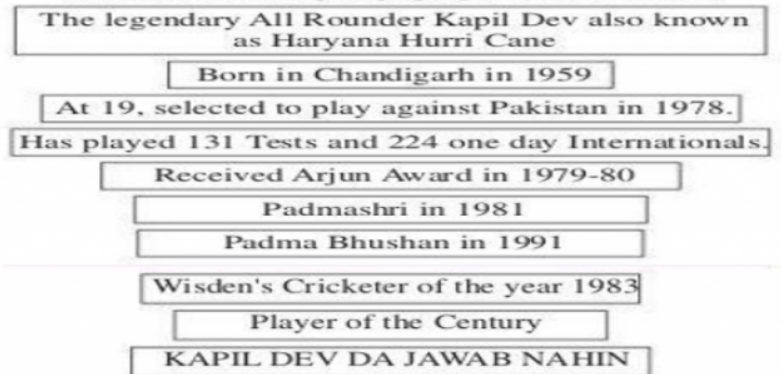 The legendary All Rounder Kapil Dev also known
as Haryana Hurri Cane
Born in Chandigarh in 1959
At 19, selected to play against Pakistan in 1978.
Has played 131 Tests and 224 one day Internationals.
Received Arjun Award in 1979-80
Padmashri in 1981
Padma Bhushan in 1991
Wisden's Cricketer of the year 1983
Player of the Century
KAPIL DEV DA JAWAB NAHIN